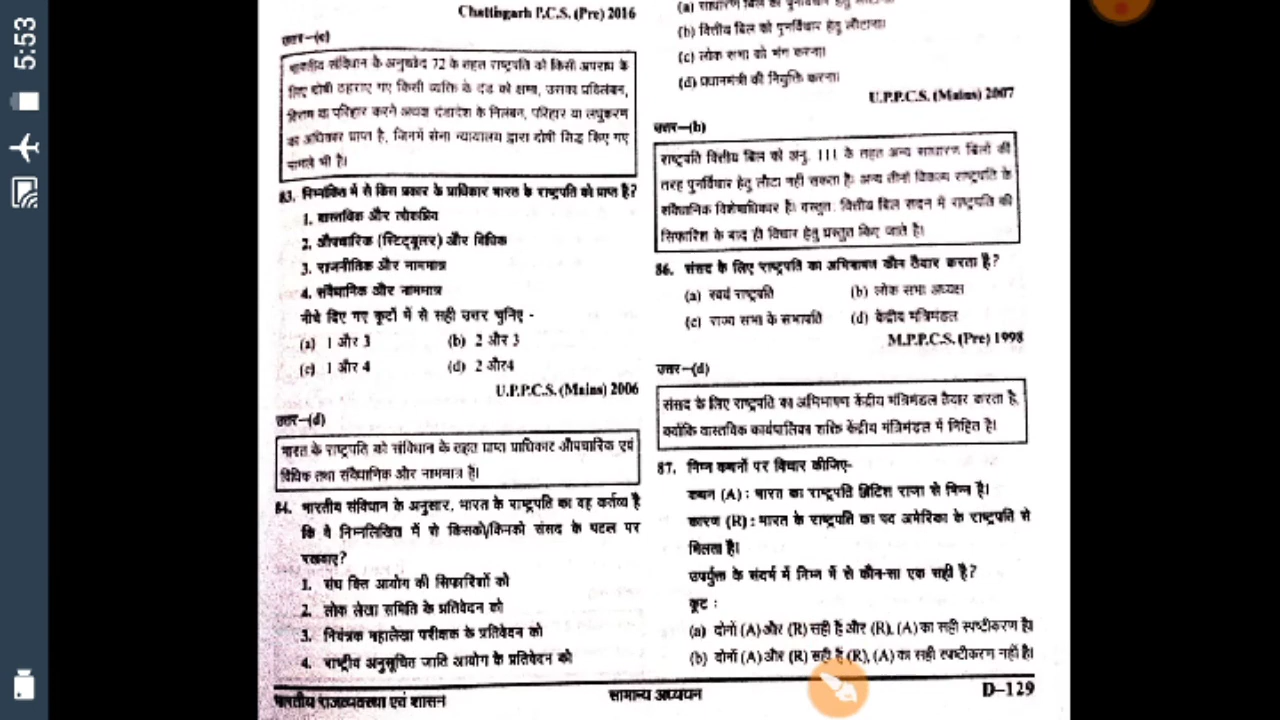 5:53
Chattisgarh P.C.S. (Pre) 2016
उत्तर–(c)
भारतीय संविधान के अनुच्छेद 72 के तहत राष्ट्रपति को किसी अपराध के
लिए दोषी ठहराए गए किसी व्यक्ति के दंड को क्षमा, उसका प्रविलंबन,
विराम या परिहार करने अथवा दंडादेश के निलंबन, परिहार या लघुकरण
का अधिकार प्राप्त है, जिनमें सेना न्यायालय द्वारा दोषी सिद्ध किए गए
मामले भी है।
83. निम्नांकित में से किस प्रकार के प्राधिकार भारत के राष्ट्रपति को प्राप्त है?
1. वास्तविक और लोकप्रिय
2. औपचारिक (स्टिट्यूलर) और विधिक
3. राजनीतिक और नाममात्र
4. संवैधानिक और नाममात्र
नीचे दिए गए कूटों में से सही उत्तर चुनिए -
(a) 1 और 3 (b) 2 और 3
(c) 1 और 4 (d) 2 और4
U.P.P.C.S. (Mains) 2006
उत्तर–(d)
भारत के राष्ट्रपति को संविधान के तहत प्राप्त प्राधिकार औपचारिक एवं
विधिक तथा संवैधानिक और नाममात्र है।
84. भारतीय संविधान के अनुसार, भारत के राष्ट्रपति का यह कर्तव्य है
कि वे निम्नलिखित में से किसको/किनको संसद के पटल पर
रखवाए?
1. संघ वित्त आयोग की सिफारिशों को
2. लोक लेखा समिति के प्रतिवेदन को
3. नियंत्रक महालेखा परीक्षक के प्रतिवेदन को
4. राष्ट्रीय अनुसूचित जाति आयोग के प्रतिवेदन को
(a) साधारण बिल को पुनर्विचार हेतु लौटाना।
(b) वित्तीय बिल को पुनर्विचार हेतु लौटाना।
(c) लोक सभा को भंग करना।
(d) प्रधानमंत्री की नियुक्ति करना।
U.P.P.C.S. (Mains) 2007
उत्तर–(b)
राष्ट्रपति वित्तीय बिल को अनु. 111 के तहत अन्य साधारण बिलों की
तरह पुनर्विचार हेतु लौटा नहीं सकता है। अन्य तीनों विकल्प राष्ट्रपति के
संवैधानिक विशेषाधिकार है। वस्तुतः वित्तीय बिल सदन में राष्ट्रपति की
सिफारिश के बाद ही विचार हेतु प्रस्तुत किए जाते है।
86. संसद के लिए राष्ट्रपति का अभिभाषण कौन तैयार करता है?
(a) स्वयं राष्ट्रपति (b) लोक सभा अध्यक्ष
(c) राज्य सभा के सभापति (d) केंद्रीय मंत्रिमंडल
M.P.P.C.S. (Pre) 1998
उत्तर–(d)
संसद के लिए राष्ट्रपति का अभिभाषण केंद्रीय मंत्रिमंडल तैयार करता है,
क्योंकि वास्तविक कार्यपालिका शक्ति केंद्रीय मंत्रिमंडल में निहित है।
87. निम्न कथनों पर विचार कीजिए-
कथन (A) : भारत का राष्ट्रपति ब्रिटिश राजा से भिन्न है।
कारण (R) : भारत के राष्ट्रपति का पद अमेरिका के राष्ट्रपति से
मिलता है।
उपर्युक्त के संदर्भ में निम्न में से कौन-सा एक सही है?
कूट :
(a) दोनों (A) और (R) सही हैं और (R), (A) का सही स्पष्टीकरण है।
(b) दोनों (A) और (R) सही हैं (R), (A) का सही स्पष्टीकरण नहीं है।
भारतीय राजव्यवस्था एवं शासन सामान्य अध्ययन D–129